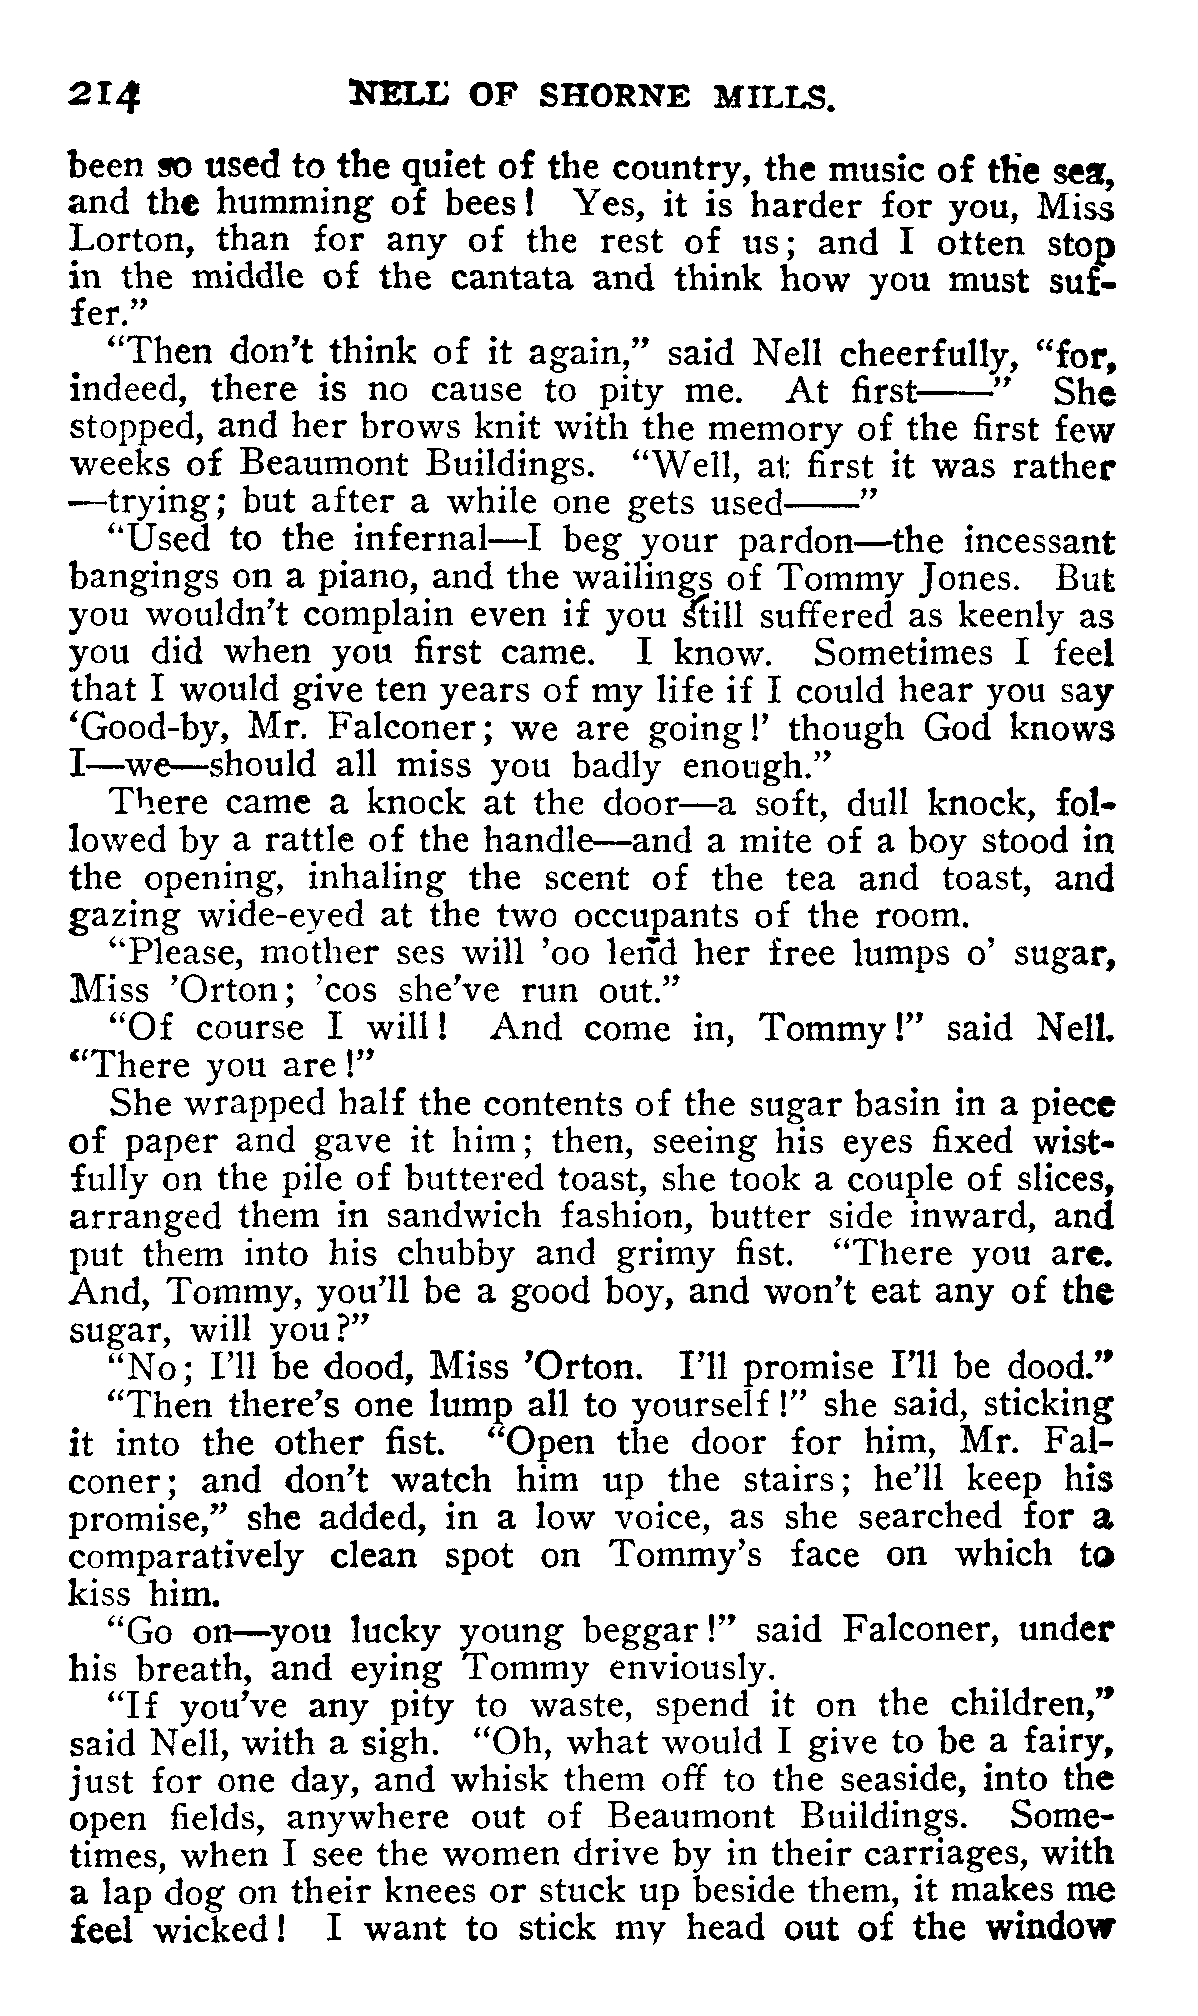 214 NELL OF SHORNE MILLS.
been so used to the quiet of the country, the music of the sea,
and the humming of bees! Yes, it is harder for you, Miss
Lorton, than for any of the rest of us; and I otten stop
in the middle of the cantata and think how you must suf-
fer.”
“Then don’t think of it again,” said Nell cheerfully, “for,
indeed, there is no cause to pity me. At first——” She
stopped, and her brows knit with the memory of the first few
weeks of Beaumont Buildings. “Well, at first it was rather
—trying; but after a while one gets used——”
“Used to the infernal—I beg your pardon—the incessant
bangings on a piano, and the wailings of Tommy Jones. But
you wouldn’t complain even if you still suffered as keenly as
you did when you first came. I know. Sometimes I feel
that I would give ten years of my life if I could hear you say
‘Good-by, Mr. Falconer; we are going!’ though God knows
I—we—should all miss you badly enough.”
There came a knock at the door—a soft, dull knock, fol-
lowed by a rattle of the handle—and a mite of a boy stood in
the opening, inhaling the scent of the tea and toast, and
gazing wide-eyed at the two occupants of the room.
“Please, mother ses will ’oo lend her free lumps o’ sugar,
Miss ’Orton; ’cos she’ve run out.”
“Of course I will! And come in, Tommy!” said Nell.
“There you are!”
She wrapped half the contents of the sugar basin in a piece
of paper and gave it him; then, seeing his eyes fixed wist-
fully on the pile of buttered toast, she took a couple of slices,
arranged them in sandwich fashion, butter side inward, and
put them into his chubby and grimy fist. “There you are.
And, Tommy, you’ll be a good boy, and won’t eat any of the
sugar, will you?”
“No; I’ll be dood, Miss ’Orton. I’ll promise I’ll be dood.”
“Then there’s one lump all to yourself!” she said, sticking
it into the other fist. “Open the door for him, Mr. Fal-
coner; and don’t watch him up the stairs; he’ll keep his
promise,” she added, in a low voice, as she searched for a
comparatively clean spot on Tommy’s face on which to
kiss him.
“Go on—you lucky young beggar!” said Falconer, under
his breath, and eying Tommy enviously.
“If you’ve any pity to waste, spend it on the children,”
said Nell, with a sigh. “Oh, what would I give to be a fairy,
just for one day, and whisk them off to the seaside, into the
open fields, anywhere out of Beaumont Buildings. Some-
times, when I see the women drive by in their carriages, with
a lap dog on their knees or stuck up beside them, it makes me
feel wicked! I want to stick my head out of the window